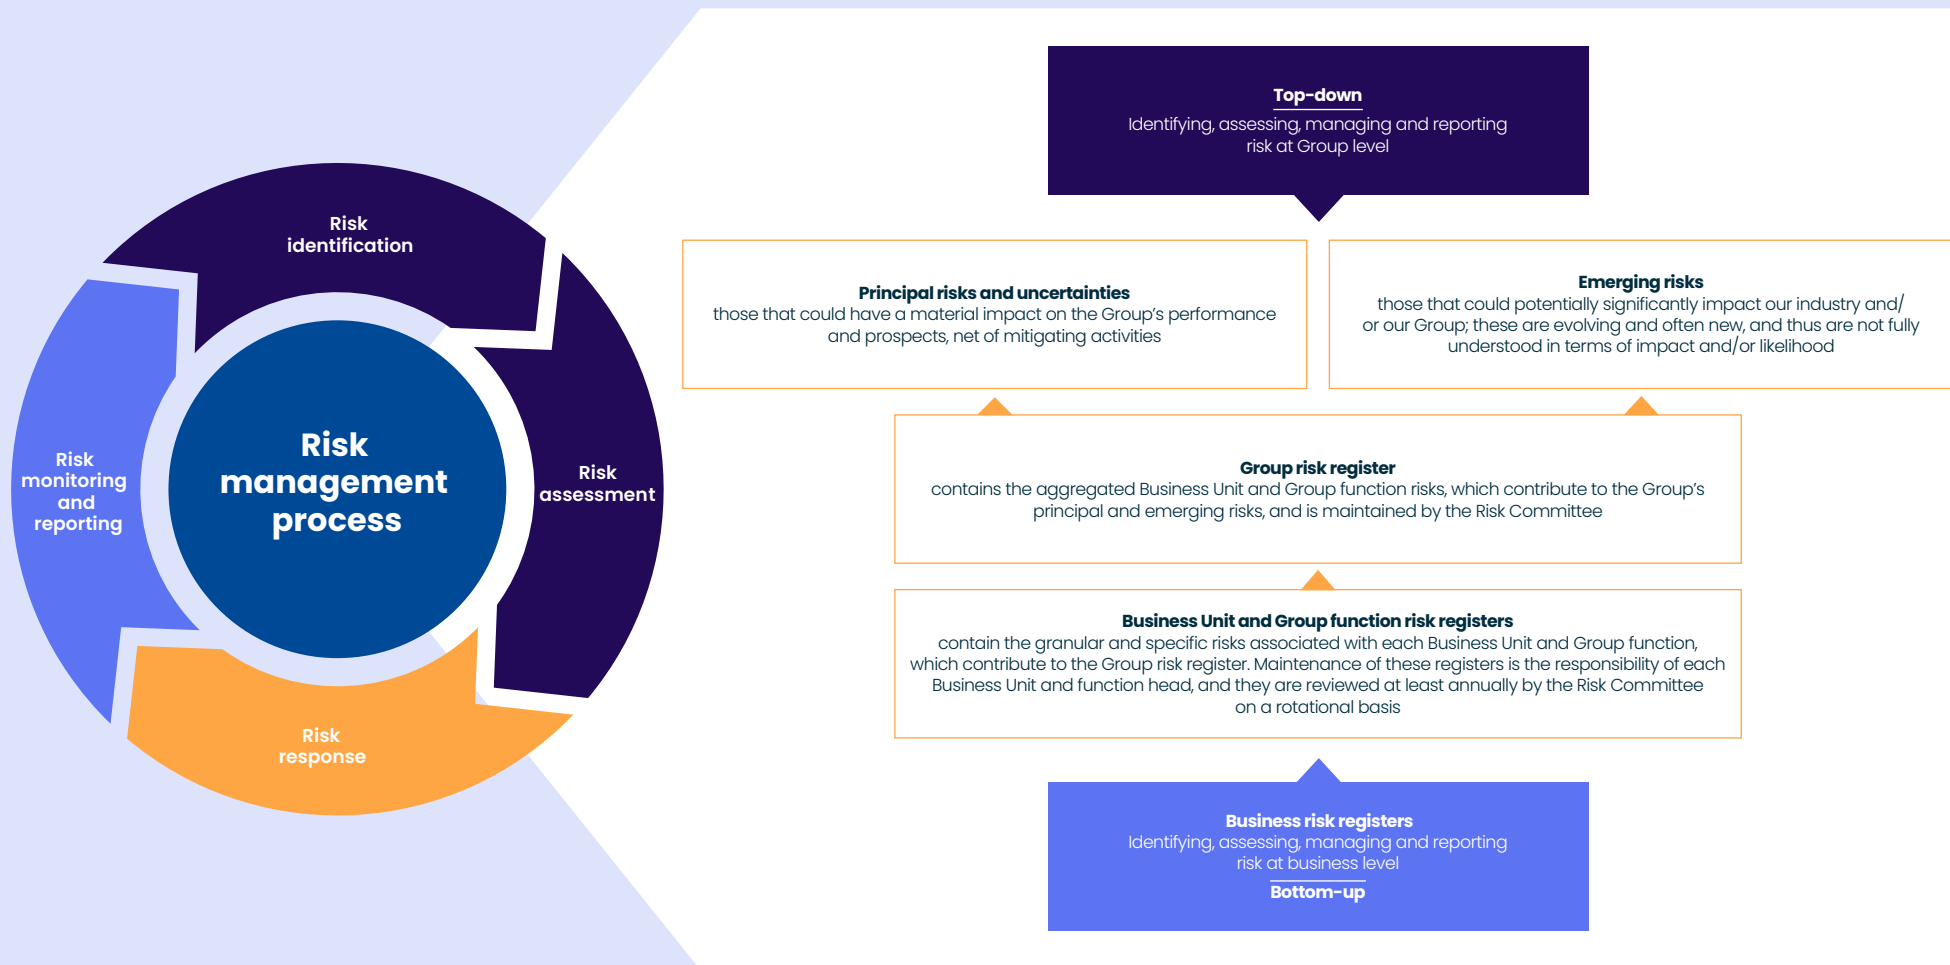 Risk
identification
Risk
assessment
Risk
response
Risk
monitoring
and
reporting
Risk
management
process
Top-down
Identifying, assessing, managing and reporting
risk at Group level
Principal risks and uncertainties
those that could have a material impact on the Group's performance
and prospects, net of mitigating activities
Emerging risks
those that could potentially significantly impact our industry and/
or our Group; these are evolving and often new, and thus are not fully
understood in terms of impact and/or likelihood
Group risk register
contains the aggregated Business Unit and Group function risks, which contribute to the Group's
principal and emerging risks, and is maintained by the Risk Committee
Business Unit and Group function risk registers
contain the granular and specific risks associated with each Business Unit and Group function,
which contribute to the Group risk register. Maintenance of these registers is the responsibility of each
Business Unit and function head, and they are reviewed at least annually by the Risk Committee
on a rotational basis
Business risk registers
Identifying, assessing, managing and reporting
risk at business level
Bottom-up